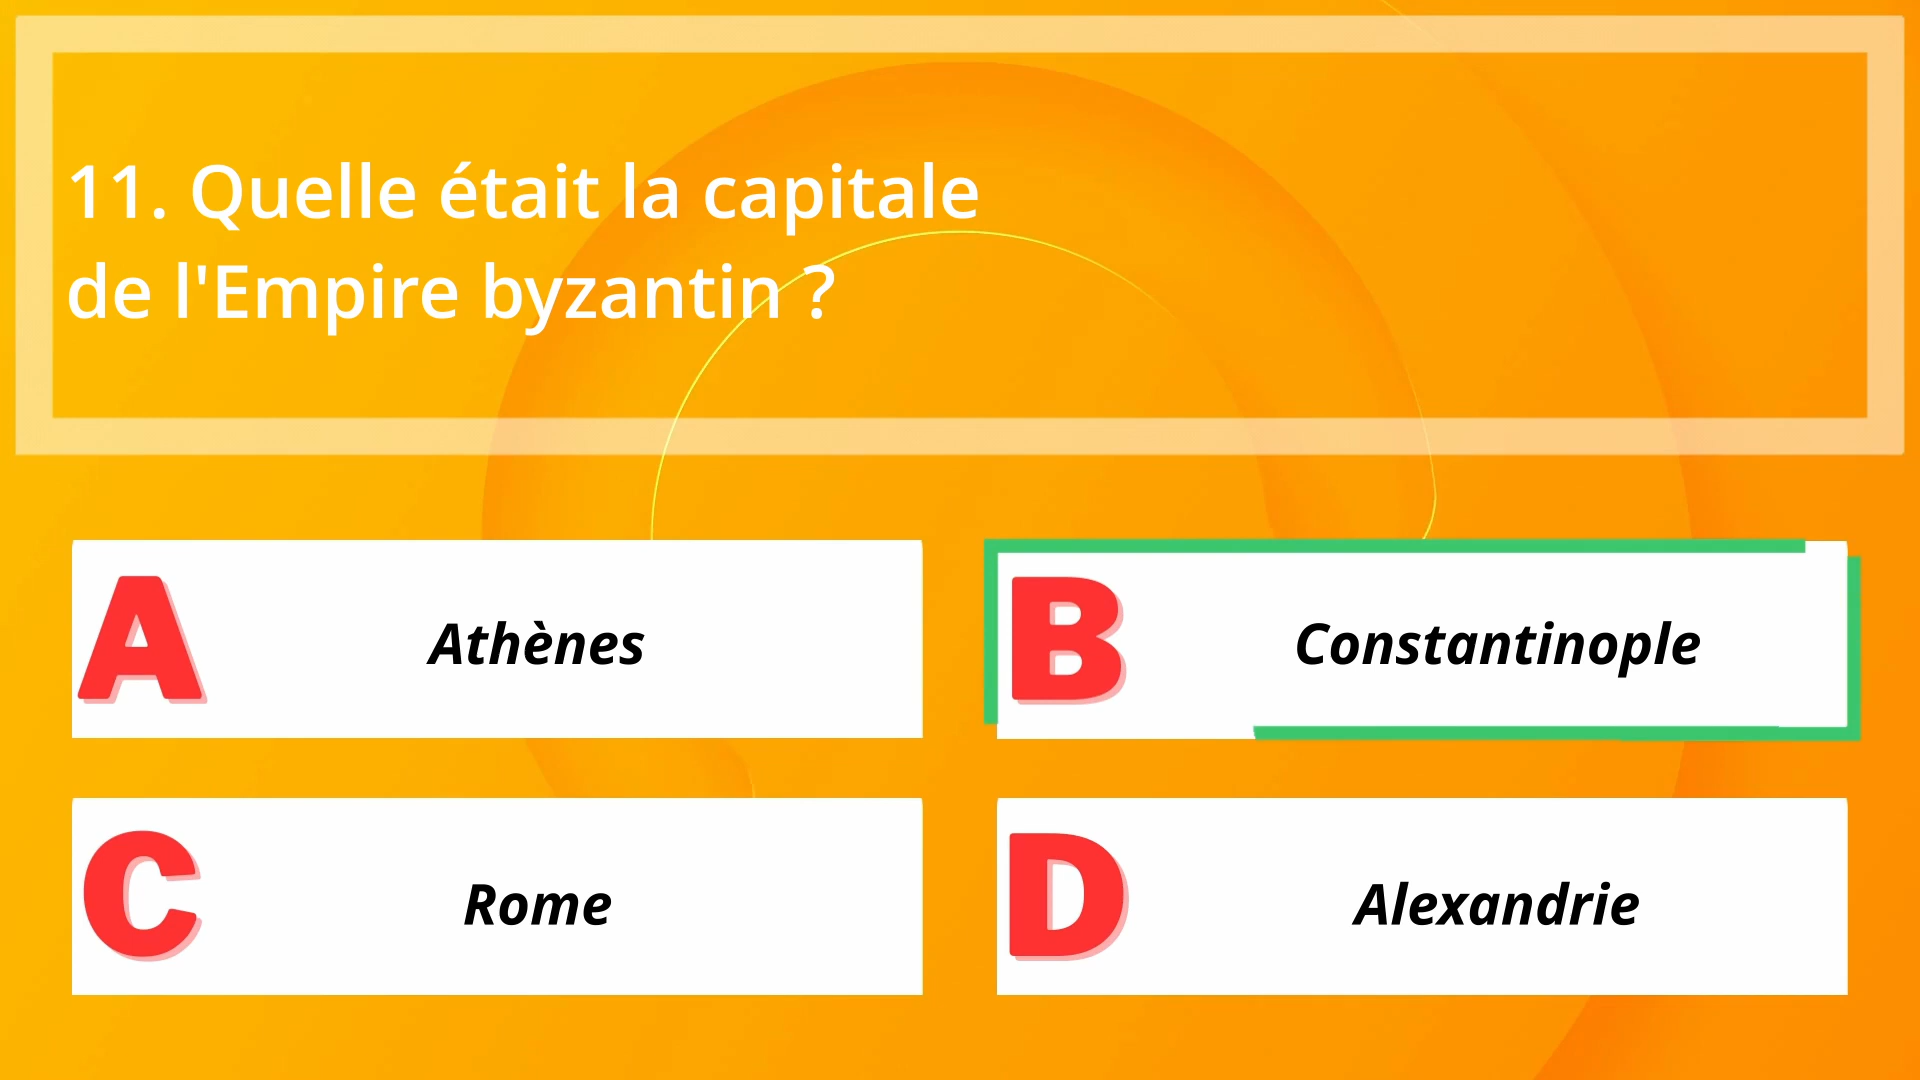 11. Quelle était la capitale
de l'Empire byzantin ?
A Athènes
B Constantinople
C Rome
D Alexandrie